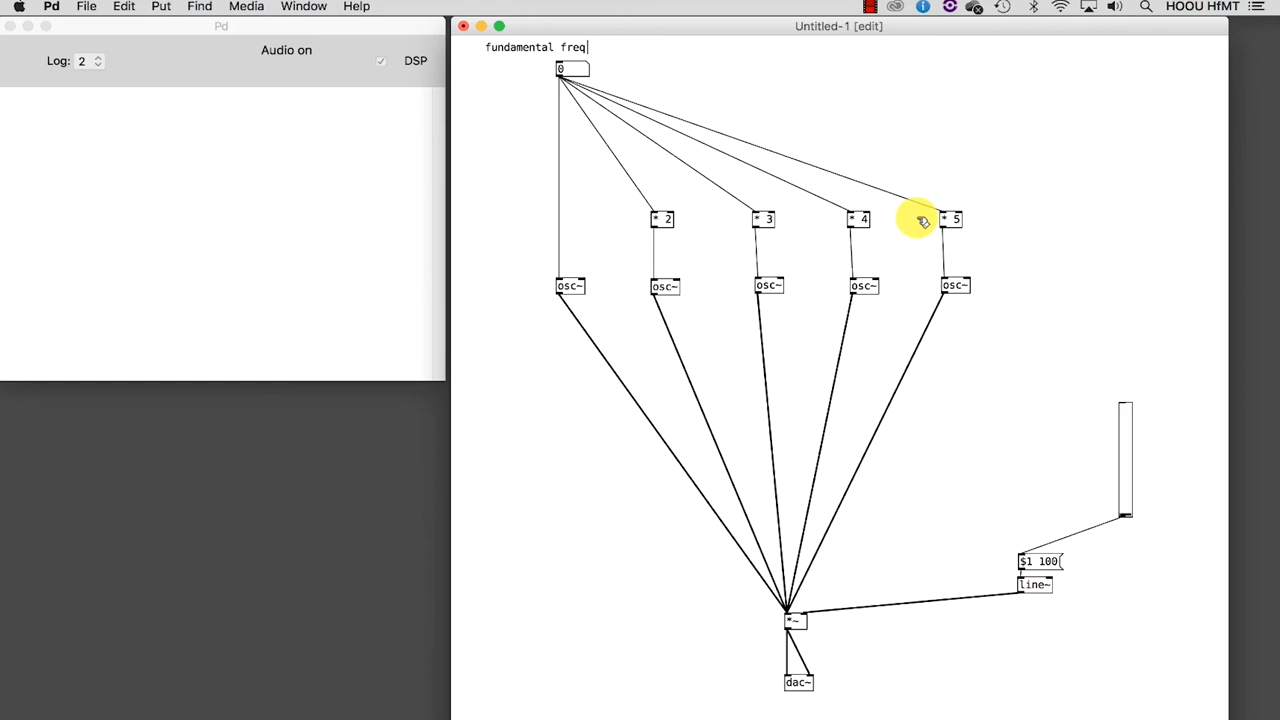 Pd File Edit Put Find Media Window Help HOOU HfMT
Pd
Untitled-1 [edit]
Audio on
Log: 2 DSP
fundamental freq
0
* 2 * 3 * 4 * 5
osc~ osc~ osc~ osc~ osc~
$1 100
line~
*~
dac~